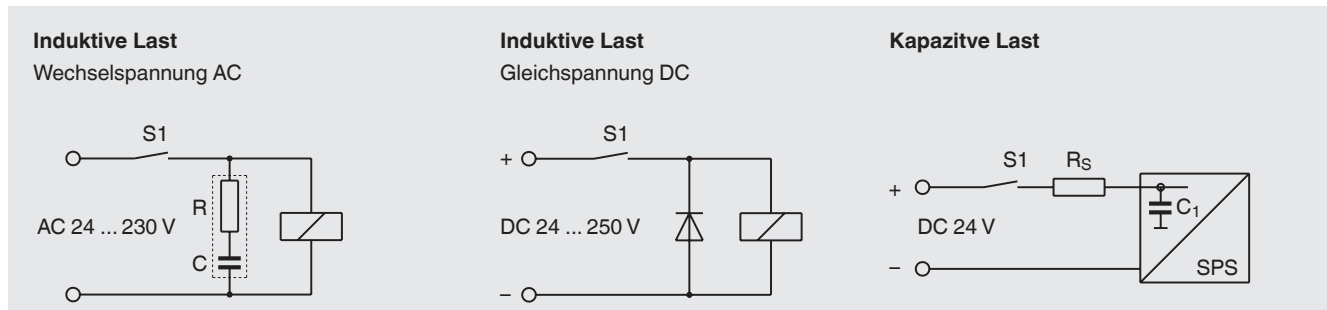 Induktive Last
Wechselspannung AC
S1
R
AC 24 ... 230 V
C
Induktive Last
Gleichspannung DC
S1
+
DC 24 ... 250 V
–
Kapazitve Last
S1 RS
+
C1
DC 24 V
–
SPS